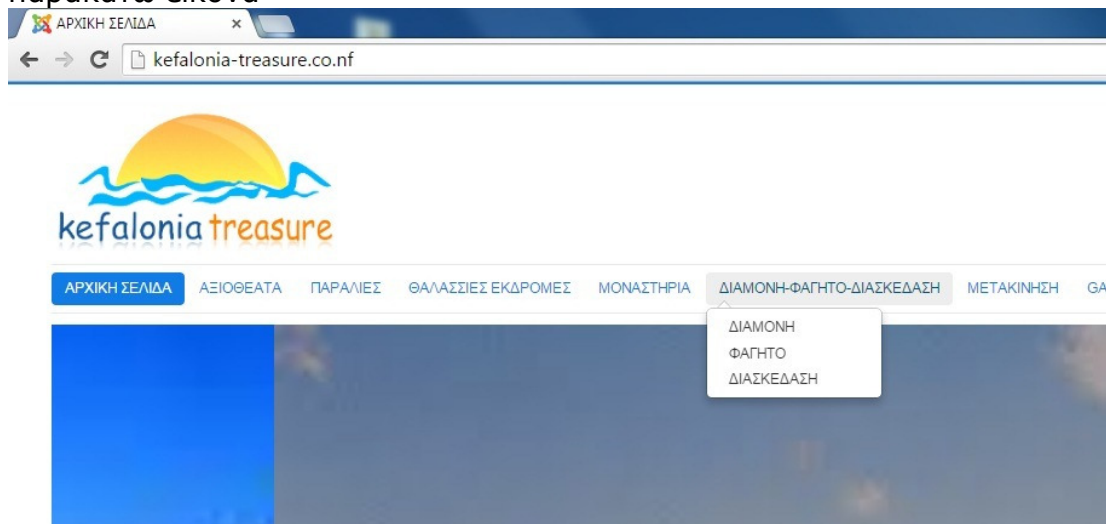 παρακάτω εικόνα
ΑΡΧΙΚΗ ΣΕΛΙΔΑ
kefalonia-treasure.co.nf
kefalonia treasure
ΑΡΧΙΚΗ ΣΕΛΙΔΑ ΑΞΙΟΘΕΑΤΑ ΠΑΡΑΛΙΕΣ ΘΑΛΑΣΣΙΕΣ ΕΚΔΡΟΜΕΣ ΜΟΝΑΣΤΗΡΙΑ ΔΙΑΜΟΝΗ-ΦΑΓΗΤΟ-ΔΙΑΣΚΕΔΑΣΗ ΜΕΤΑΚΙΝΗΣΗ GA
ΔΙΑΜΟΝΗ
ΦΑΓΗΤΟ
ΔΙΑΣΚΕΔΑΣΗ